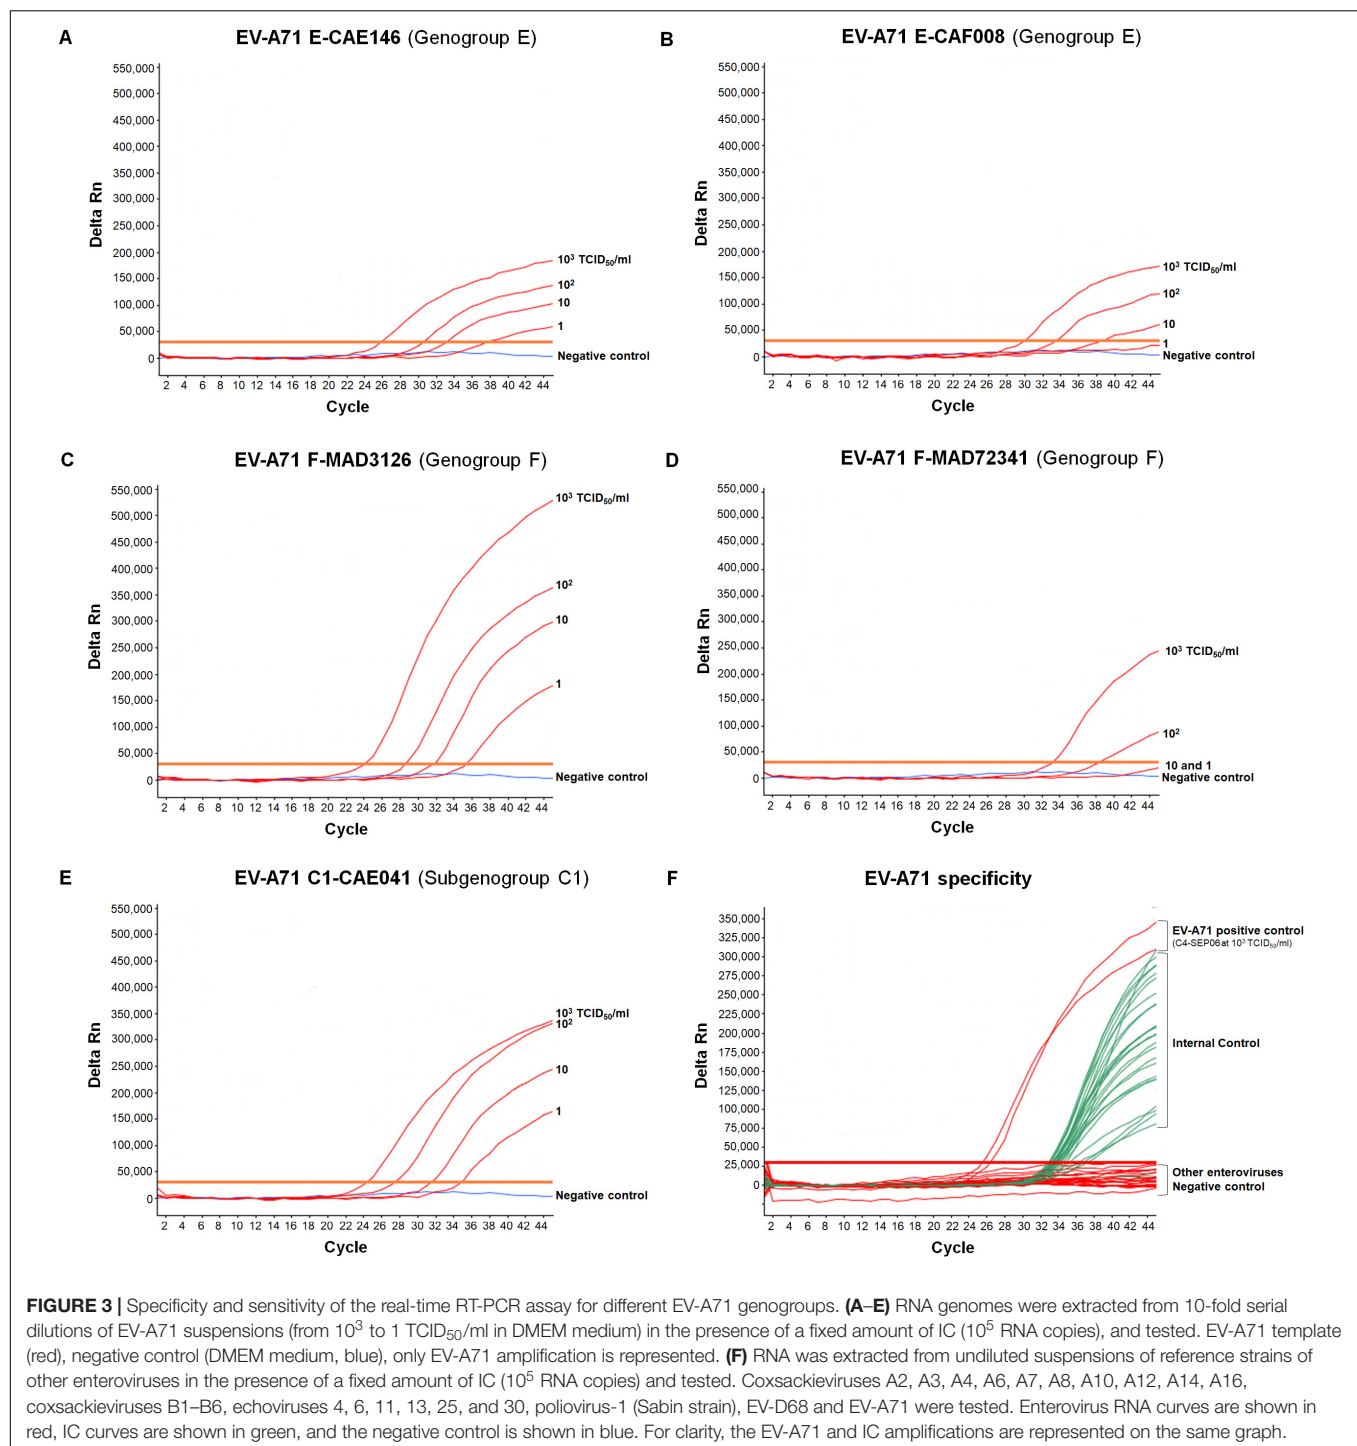 A
EV-A71 E-CAE146 (Genogroup E)
550,000
500,000
450,000
400,000
350,000
300,000
250,000
200,000
150,000
100,000
50,000
0
Delta Rn
10³ TCID₅₀/ml
10²
10
1
Negative control
2 4 6 8 10 12 14 16 18 20 22 24 26 28 30 32 34 36 38 40 42 44
Cycle
B
EV-A71 E-CAF008 (Genogroup E)
550,000
500,000
450,000
400,000
350,000
300,000
250,000
200,000
150,000
100,000
50,000
0
Delta Rn
10³ TCID₅₀/ml
10²
10
1
Negative control
2 4 6 8 10 12 14 16 18 20 22 24 26 28 30 32 34 36 38 40 42 44
Cycle
C
EV-A71 F-MAD3126 (Genogroup F)
550,000
500,000
450,000
400,000
350,000
300,000
250,000
200,000
150,000
100,000
50,000
0
Delta Rn
10³ TCID₅₀/ml
10²
10
1
Negative control
2 4 6 8 10 12 14 16 18 20 22 24 26 28 30 32 34 36 38 40 42 44
Cycle
D
EV-A71 F-MAD72341 (Genogroup F)
550,000
500,000
450,000
400,000
350,000
300,000
250,000
200,000
150,000
100,000
50,000
0
Delta Rn
10³ TCID₅₀/ml
10²
10 and 1
Negative control
2 4 6 8 10 12 14 16 18 20 22 24 26 28 30 32 34 36 38 40 42 44
Cycle
E
EV-A71 C1-CAE041 (Subgenogroup C1)
550,000
500,000
450,000
400,000
350,000
300,000
250,000
200,000
150,000
100,000
50,000
0
Delta Rn
10³ TCID₅₀/ml
10²
10
1
Negative control
2 4 6 8 10 12 14 16 18 20 22 24 26 28 30 32 34 36 38 40 42 44
Cycle
F
EV-A71 specificity
350,000
325,000
300,000
275,000
250,000
225,000
200,000
175,000
150,000
125,000
100,000
75,000
50,000
25,000
0
Delta Rn
EV-A71 positive control
(C4-SEP06 at 10³ TCID₅₀/ml)
Internal Control
Other enteroviruses
Negative control
2 4 6 8 10 12 14 16 18 20 22 24 26 28 30 32 34 36 38 40 42 44
Cycle
FIGURE 3 | Specificity and sensitivity of the real-time RT-PCR assay for different EV-A71 genogroups. (A–E) RNA genomes were extracted from 10-fold serial
dilutions of EV-A71 suspensions (from 10³ to 1 TCID₅₀/ml in DMEM medium) in the presence of a fixed amount of IC (10⁵ RNA copies), and tested. EV-A71 template
(red), negative control (DMEM medium, blue), only EV-A71 amplification is represented. (F) RNA was extracted from undiluted suspensions of reference strains of
other enteroviruses in the presence of a fixed amount of IC (10⁵ RNA copies) and tested. Coxsackieviruses A2, A3, A4, A6, A7, A8, A10, A12, A14, A16,
coxsackieviruses B1–B6, echoviruses 4, 6, 11, 13, 25, and 30, poliovirus-1 (Sabin strain), EV-D68 and EV-A71 were tested. Enterovirus RNA curves are shown in
red, IC curves are shown in green, and the negative control is shown in blue. For clarity, the EV-A71 and IC amplifications are represented on the same graph.